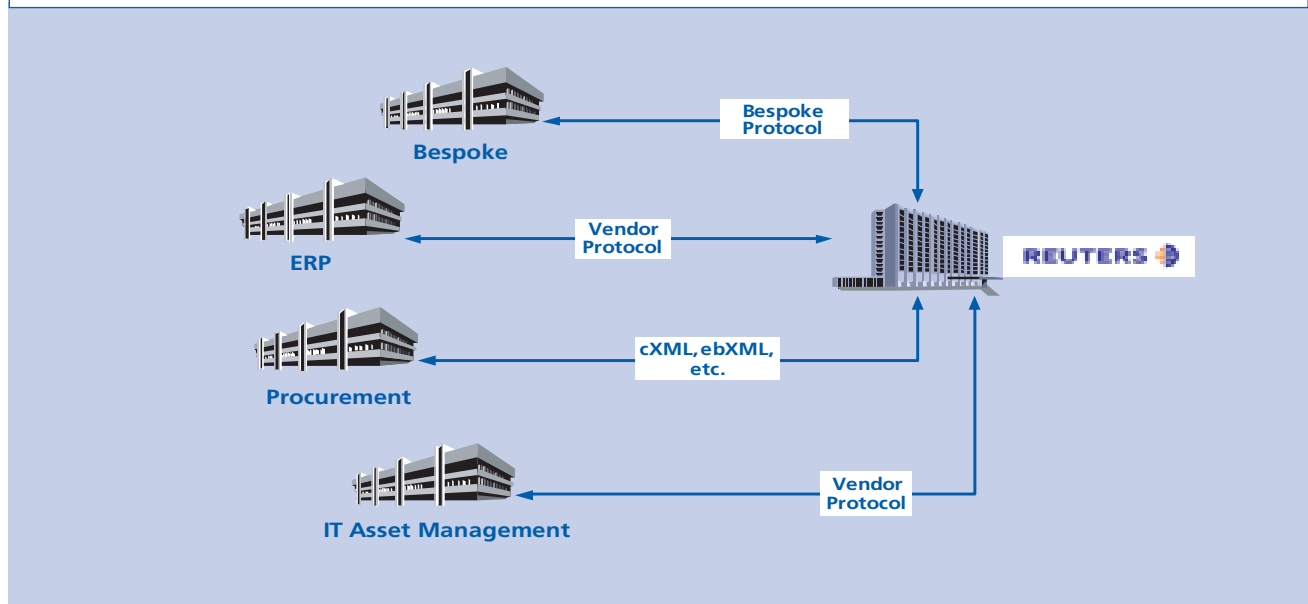 Bespoke
Protocol
Bespoke
Vendor
Protocol
ERP
REUTERS
cXML, ebXML,
etc.
Procurement
Vendor
Protocol
IT Asset Management